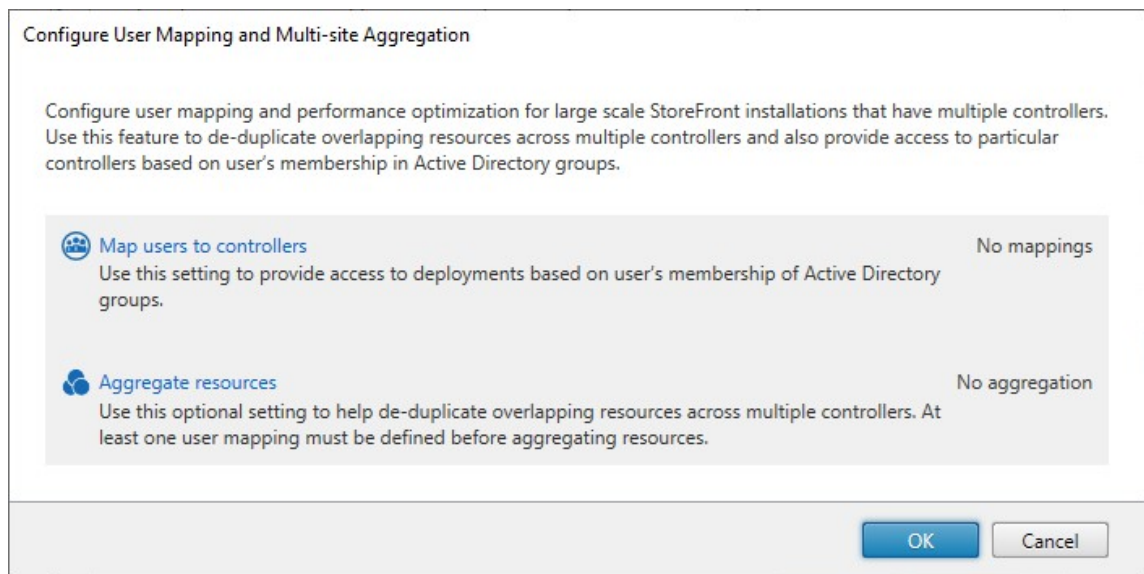 Configure User Mapping and Multi-site Aggregation
Configure user mapping and performance optimization for large scale StoreFront installations that have multiple controllers.
Use this feature to de-duplicate overlapping resources across multiple controllers and also provide access to particular
controllers based on user's membership in Active Directory groups.
Map users to controllers
No mappings
Use this setting to provide access to deployments based on user's membership of Active Directory
groups.
Aggregate resources
No aggregation
Use this optional setting to help de-duplicate overlapping resources across multiple controllers. At
least one user mapping must be defined before aggregating resources.
OK
Cancel